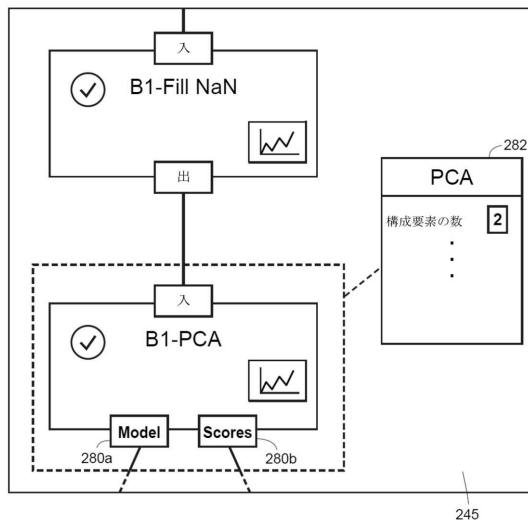 入
B1-Fill NaN
出
282
PCA
構成要素の数 2
入
B1-PCA
Model
Scores
280a
280b
245